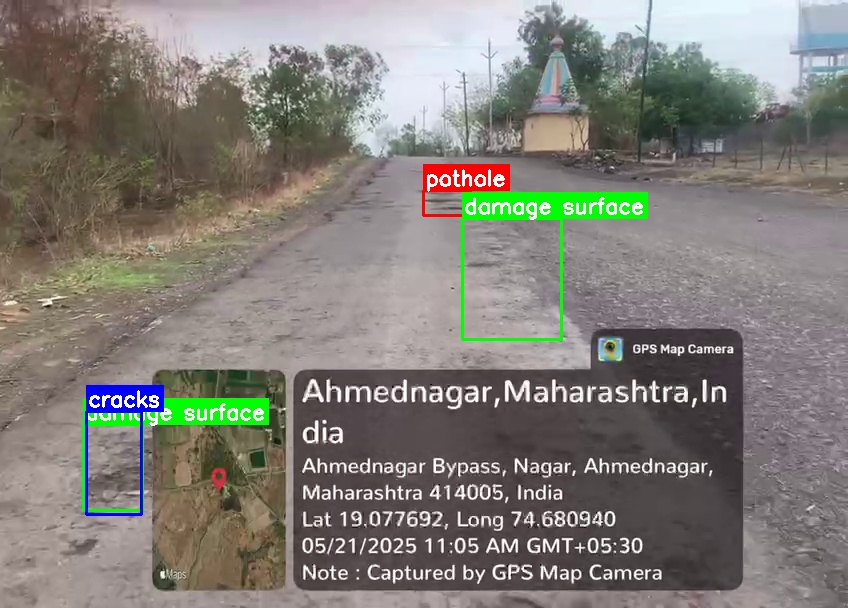 pothole
damage surface
GPS Map Camera
cracks
damage surface
Ahmednagar,Maharashtra,In
dia
Ahmednagar Bypass, Nagar, Ahmednagar,
Maharashtra 414005, India
Lat 19.077692, Long 74.680940
05/21/2025 11:05 AM GMT+05:30
Note : Captured by GPS Map Camera
Maps